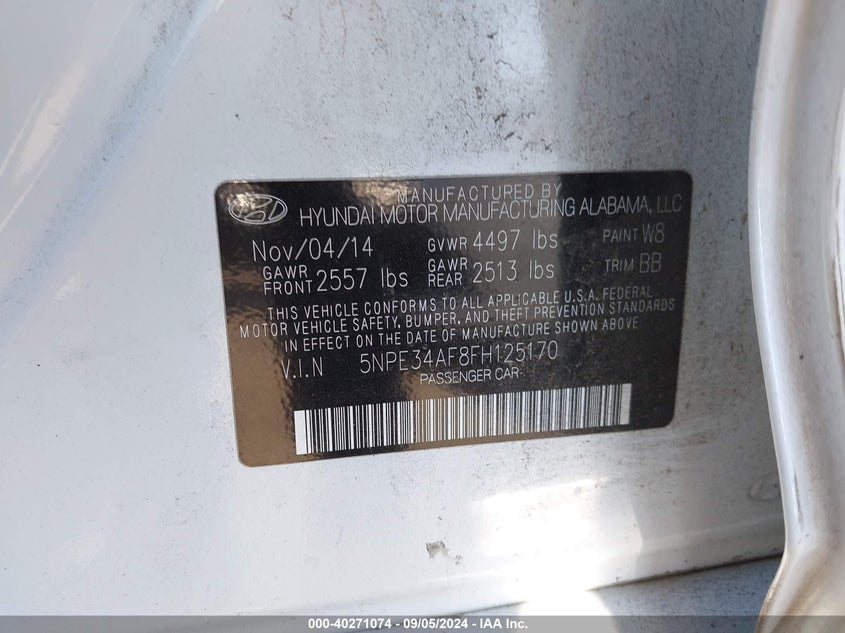 MANUFACTURED BY
HYUNDAI MOTOR MANUFACTURING ALABAMA, LLC
Nov/04/14 GVWR 4497 lbs PAINT W8
GAWR FRONT 2557 lbs GAWR REAR 2513 lbs TRIM BB
THIS VEHICLE CONFORMS TO ALL APPLICABLE U.S.A. FEDERAL
MOTOR VEHICLE SAFETY, BUMPER, AND THEFT PREVENTION STANDARDS
IN EFFECT ON THE DATE OF MANUFACTURE SHOWN ABOVE
V.I.N 5NPE34AF8FH125170
PASSENGER CAR
000-40271074 / 09/05/2024 - IAA Inc.